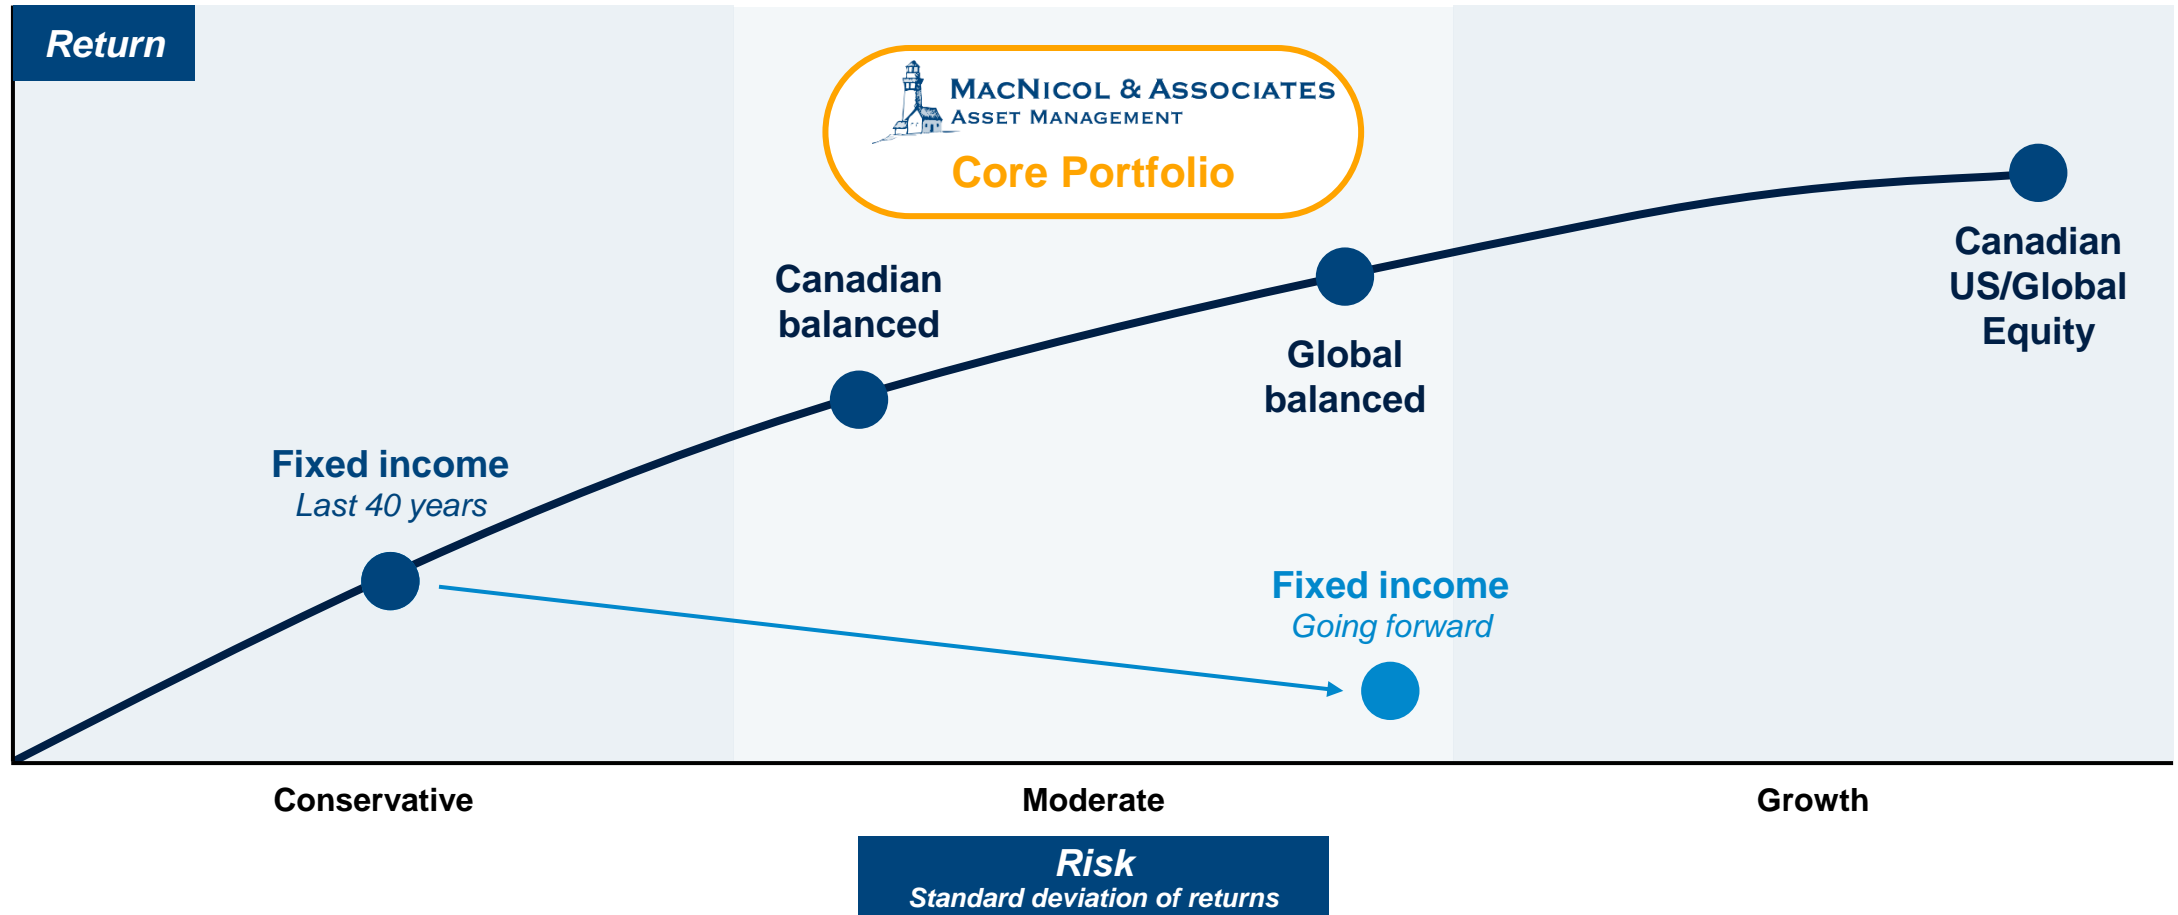 Return
MACNICOL & ASSOCIATES
ASSET MANAGEMENT
Core Portfolio
Canadian
balanced
Global
balanced
Canadian
US/Global
Equity
Fixed income
Last 40 years
Fixed income
Going forward
Conservative
Moderate
Growth
Risk
Standard deviation of returns